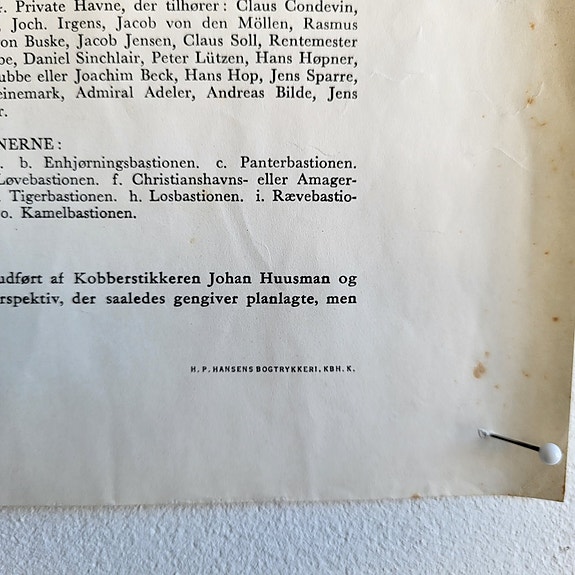 . Private Havne, der tilhører: Claus Condevin,
, Joch. Irgens, Jacob von den Möllen, Rasmus
on Buske, Jacob Jensen, Claus Soll, Rentemester
be, Daniel Sinchlair, Peter Lützen, Hans Høpner,
ubbe eller Joachim Beck, Hans Hop, Jens Sparre,
einemark, Admiral Adeler, Andreas Bilde, Jens
r.
NERNE:
. b. Enhjørningsbastionen. c. Panterbastionen.
Løvebastionen. f. Christianshavns- eller Amager-
Tigerbastionen. h. Losbastionen. i. Rævebastio-
o. Kamelbastionen.
udført af Kobberstikkeren Johan Huusman og
rspektiv, der saaledes gengiver planlagte, men
H. P. HANSENS BOGTRYKKERI, KBH. K.